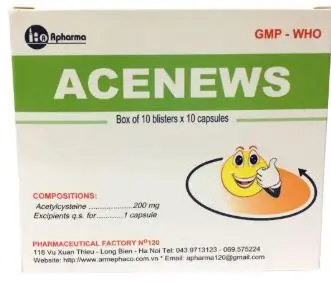 Apharma
GMP - WHO
ACENEWS
Box of 10 blisters x 10 capsules
COMPOSITIONS:
Acetylcysteine ......................200 mg
Excipients q.s. for............1 capsule
PHARMACEUTICAL FACTORY Nº120
118 Vu Xuan Thieu - Long Bien - Ha Noi Tel: 043.9713123 - 069.575224
Website: http://www.armephaco.com.vn * Email: apharma120@gmail.com